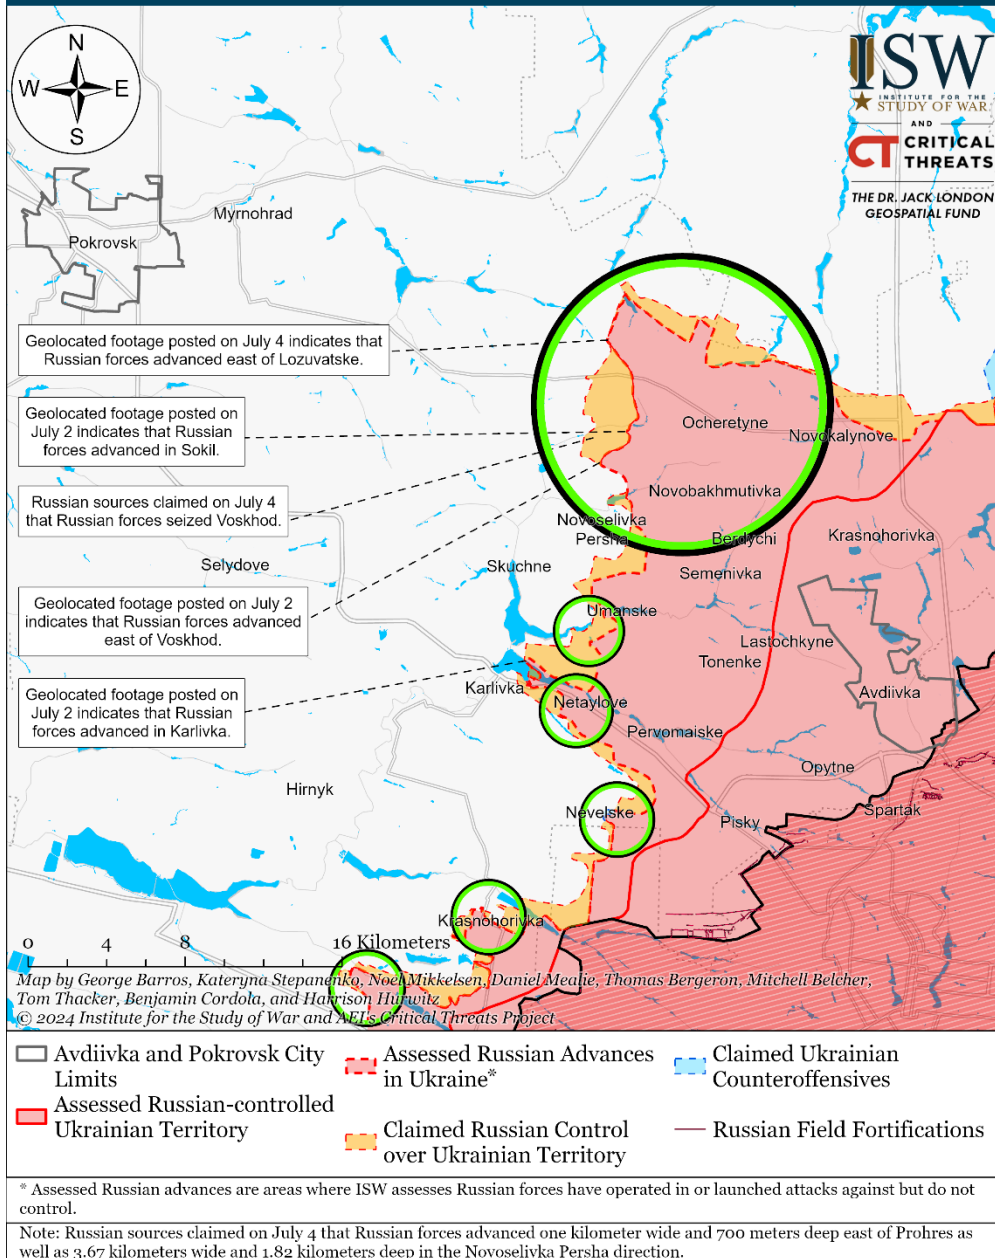 N
W E
S
ISW
INSTITUTE FOR THE
STUDY OF WAR
AND
CT CRITICAL
THREATS
THE DR. JACK LONDON
GEOSPATIAL FUND
Myrnohrad
Pokrovsk
Geolocated footage posted on July 4 indicates that
Russian forces advanced east of Lozuvatske.
Geolocated footage posted on
July 2 indicates that Russian
forces advanced in Sokil.
Ocheretyne
Novokalynove
Russian sources claimed on July 4
that Russian forces seized Voskhod.
Novobakhmutivka
Novoselivka
Persha
Berdychi
Krasnohorivka
Selydove
Skuchne
Semenivka
Geolocated footage posted on July 2
indicates that Russian forces advanced
east of Voskhod.
Umanske
Lastochkyne
Tonenke
Geolocated footage posted on
July 2 indicates that Russian
forces advanced in Karlivka.
Karlivka
Netaylove
Avdiivka
Pervomaiske
Opytne
Hirnyk
Nevelske
Pisky
Spartak
Krasnohorivka
0 4 8 16 Kilometers
Map by George Barros, Kateryna Stepanenko, Noel Mikkelsen, Daniel Mealie, Thomas Bergeron, Mitchell Belcher,
Tom Thacker, Benjamin Cordola, and Harrison Hurwitz
© 2024 Institute for the Study of War and AEI's Critical Threats Project
Avdiivka and Pokrovsk City
Limits
Assessed Russian-controlled
Ukrainian Territory
Assessed Russian Advances
in Ukraine*
Claimed Russian Control
over Ukrainian Territory
Claimed Ukrainian
Counteroffensives
Russian Field Fortifications
* Assessed Russian advances are areas where ISW assesses Russian forces have operated in or launched attacks against but do not
control.
Note: Russian sources claimed on July 4 that Russian forces advanced one kilometer wide and 700 meters deep east of Prohres as
well as 3.67 kilometers wide and 1.82 kilometers deep in the Novoselivka Persha direction.